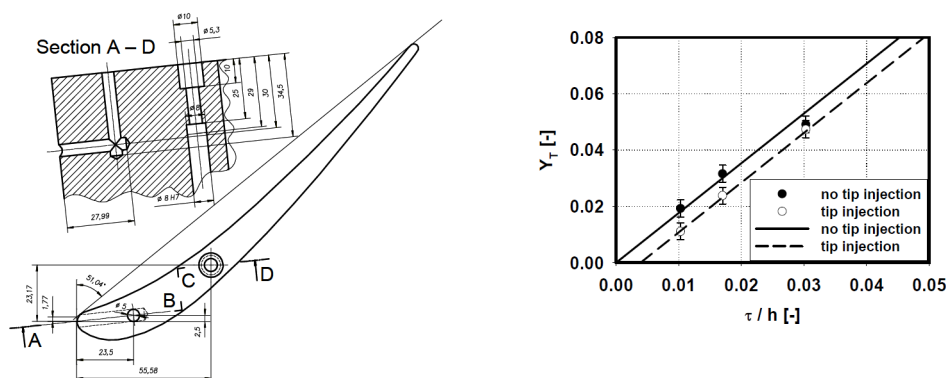 Section A – D
ø10
ø5,3
10
25
29
30
34,5
ø 8 H7
27,99
51,04°
23,17
1,77
ø 5
A
B
C
D
2,5
23,5
55,58
0.08
0.06
0.04
0.02
0.00
Y_T [-]
no tip injection
tip injection
no tip injection
tip injection
0.00 0.01 0.02 0.03 0.04 0.05
τ / h [-]